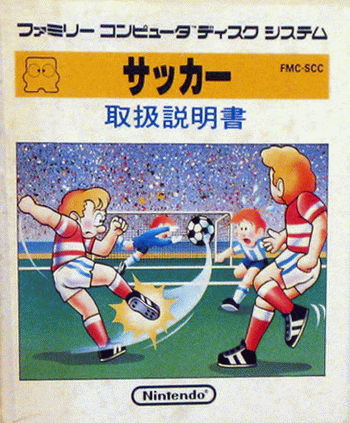 ファミリー コンピュータ ディスク システム
サッカー
FMC-SCC
取扱説明書
Nintendo®